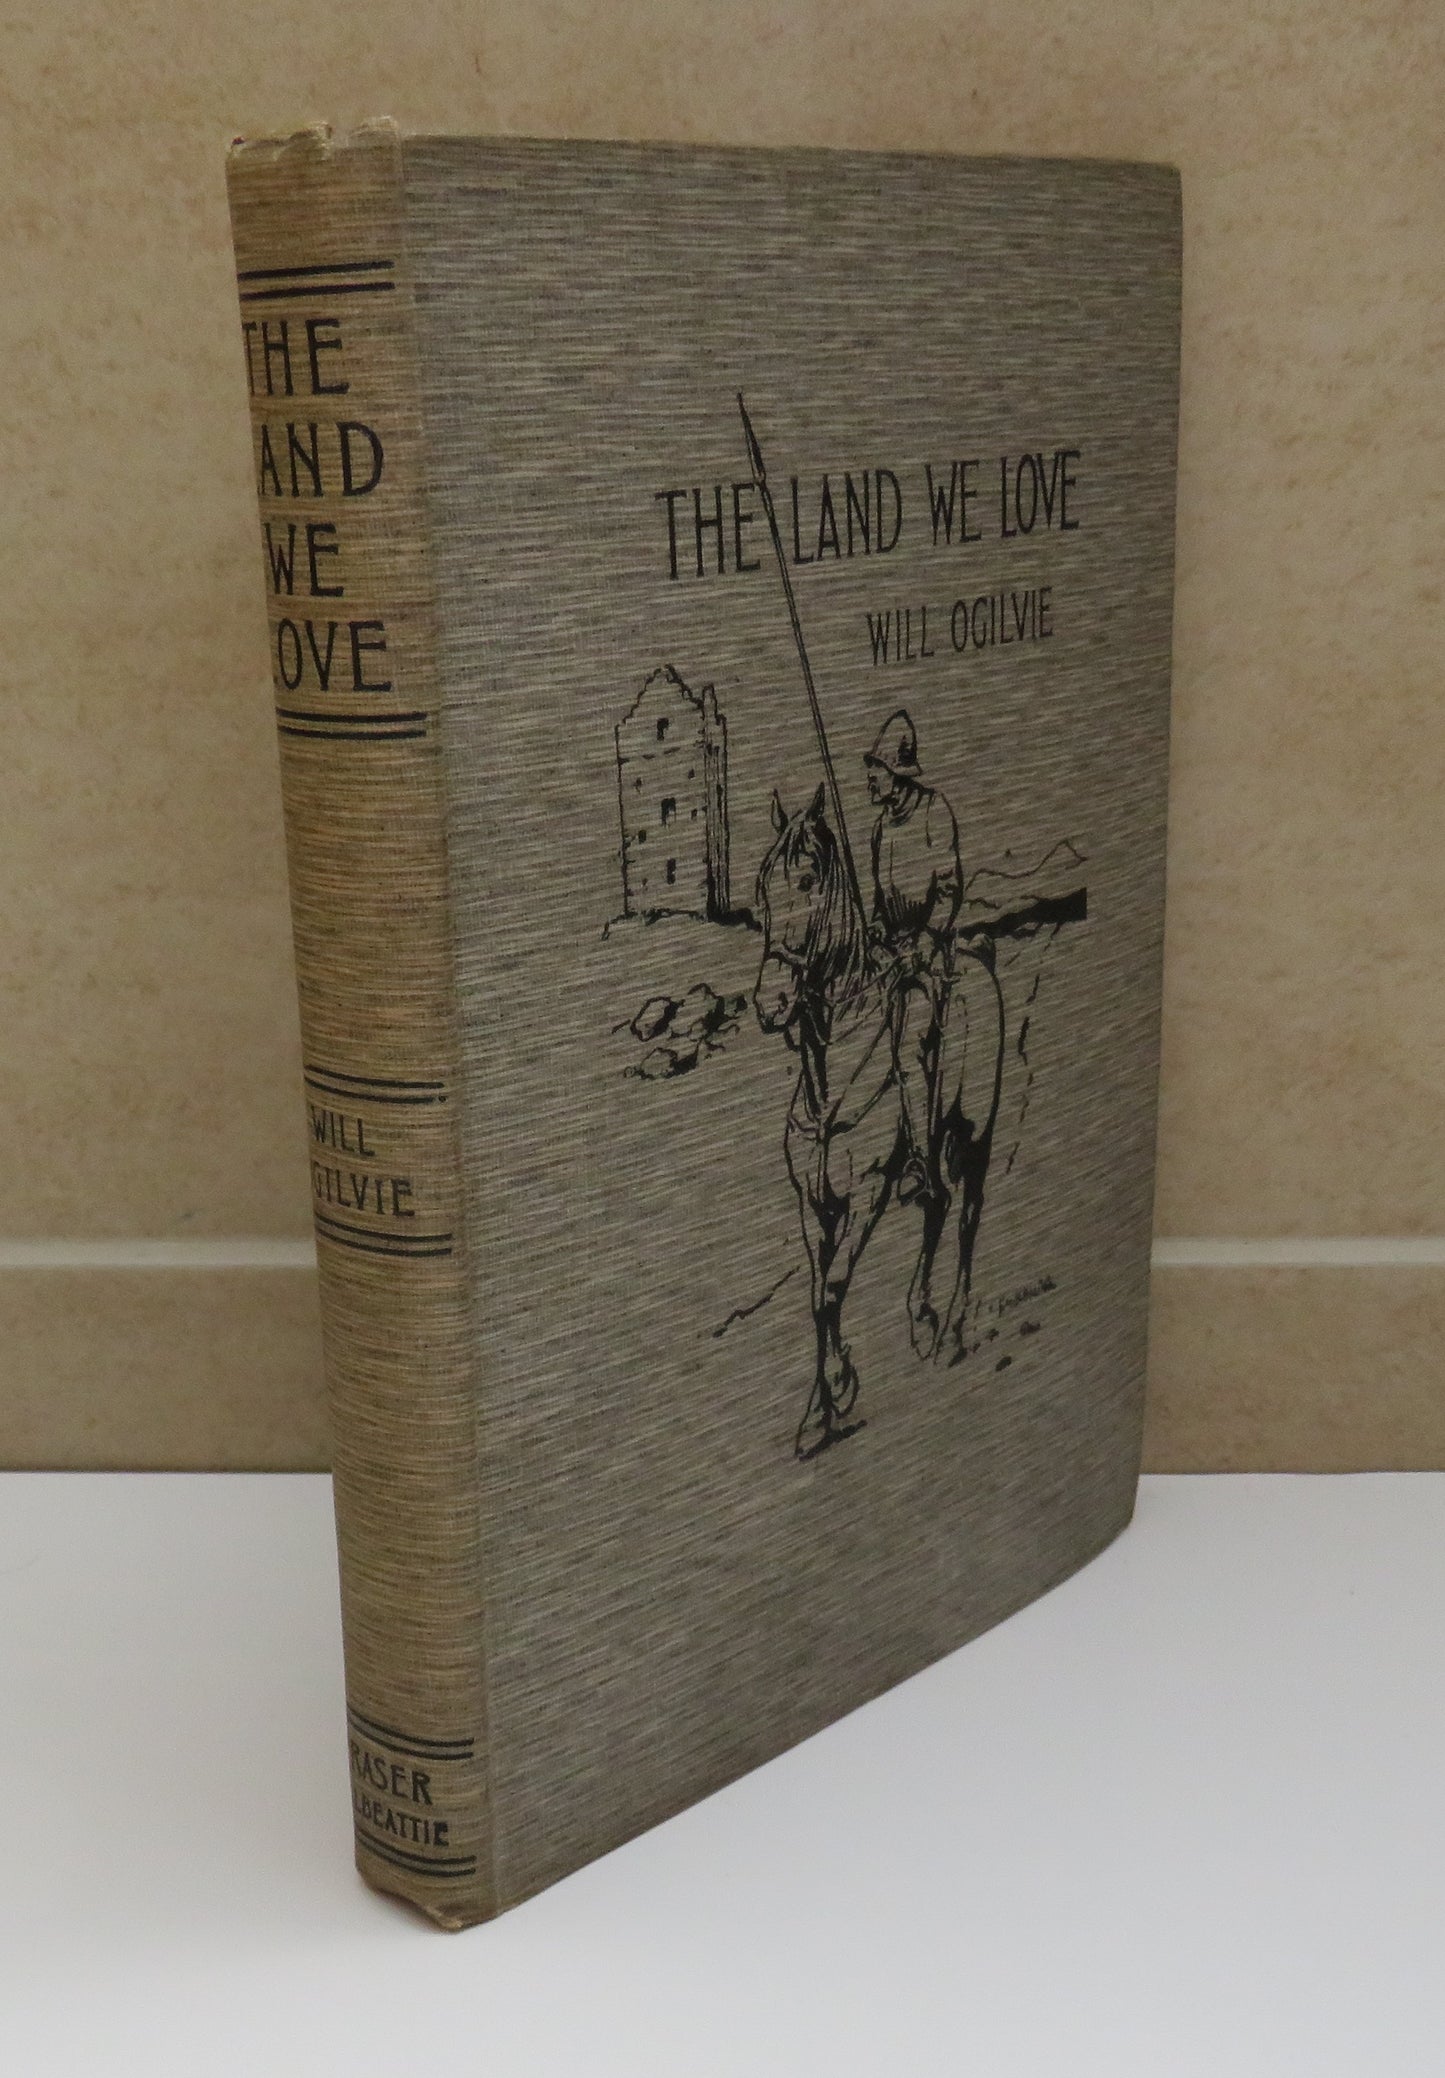 THE
LAND
WE
LOVE
WILL
OGILVIE
FRASER
DALBEATTIE
THE LAND WE LOVE
WILL OGILVIE